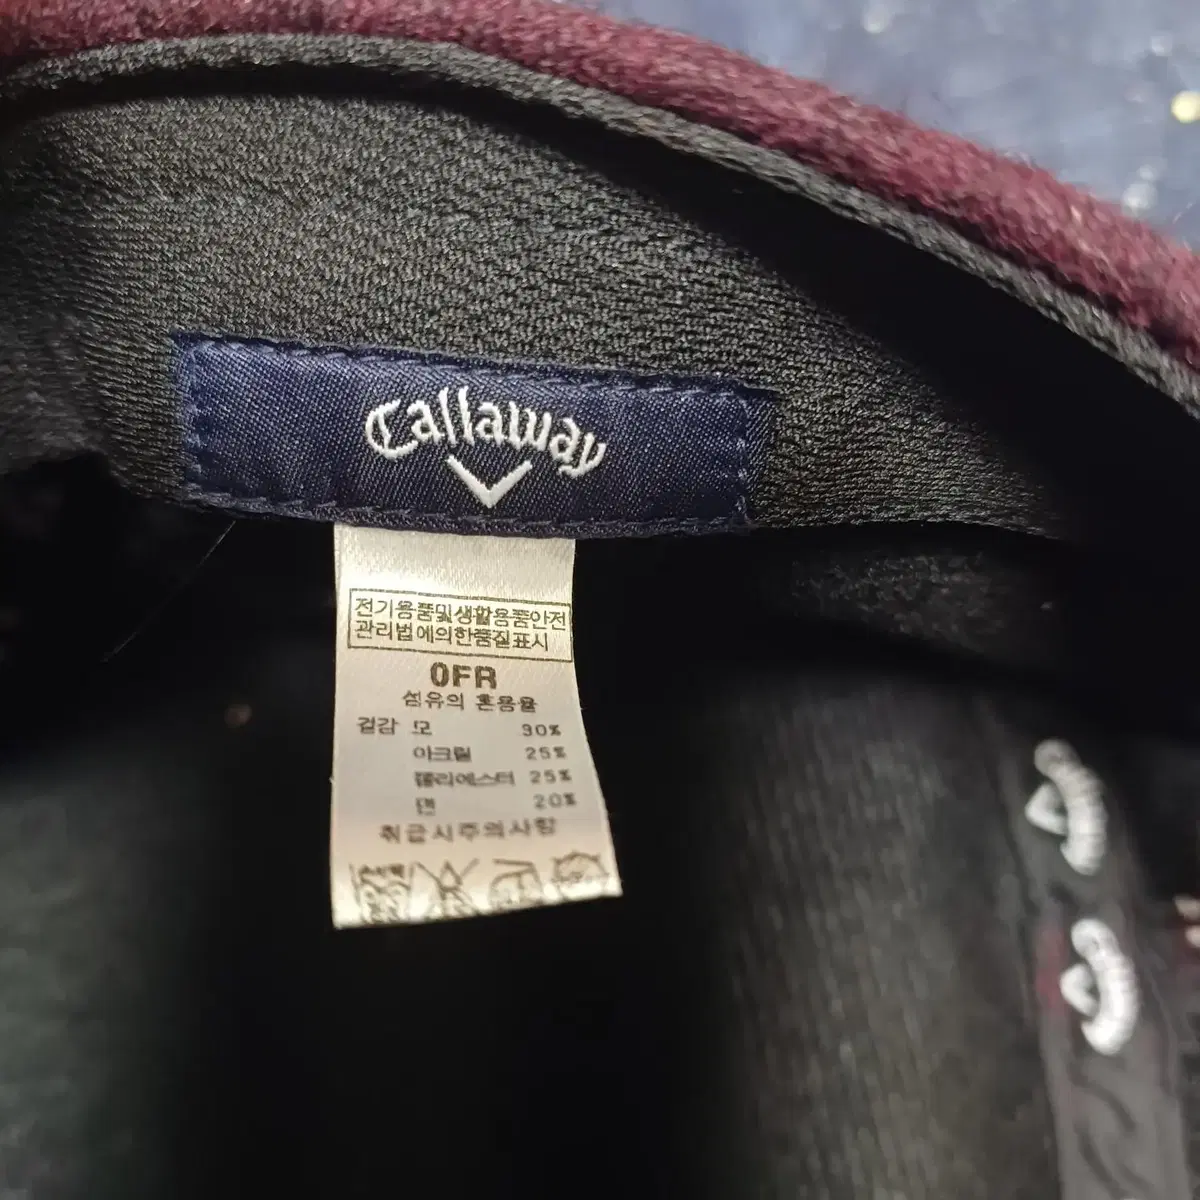 Callaway
전기용품및생활용품안전
관리법에의한품질표시
0FR
섬유의 혼용율
겉감 모 30%
아크릴 25%
폴리에스터 25%
면 20%
취급시주의사항